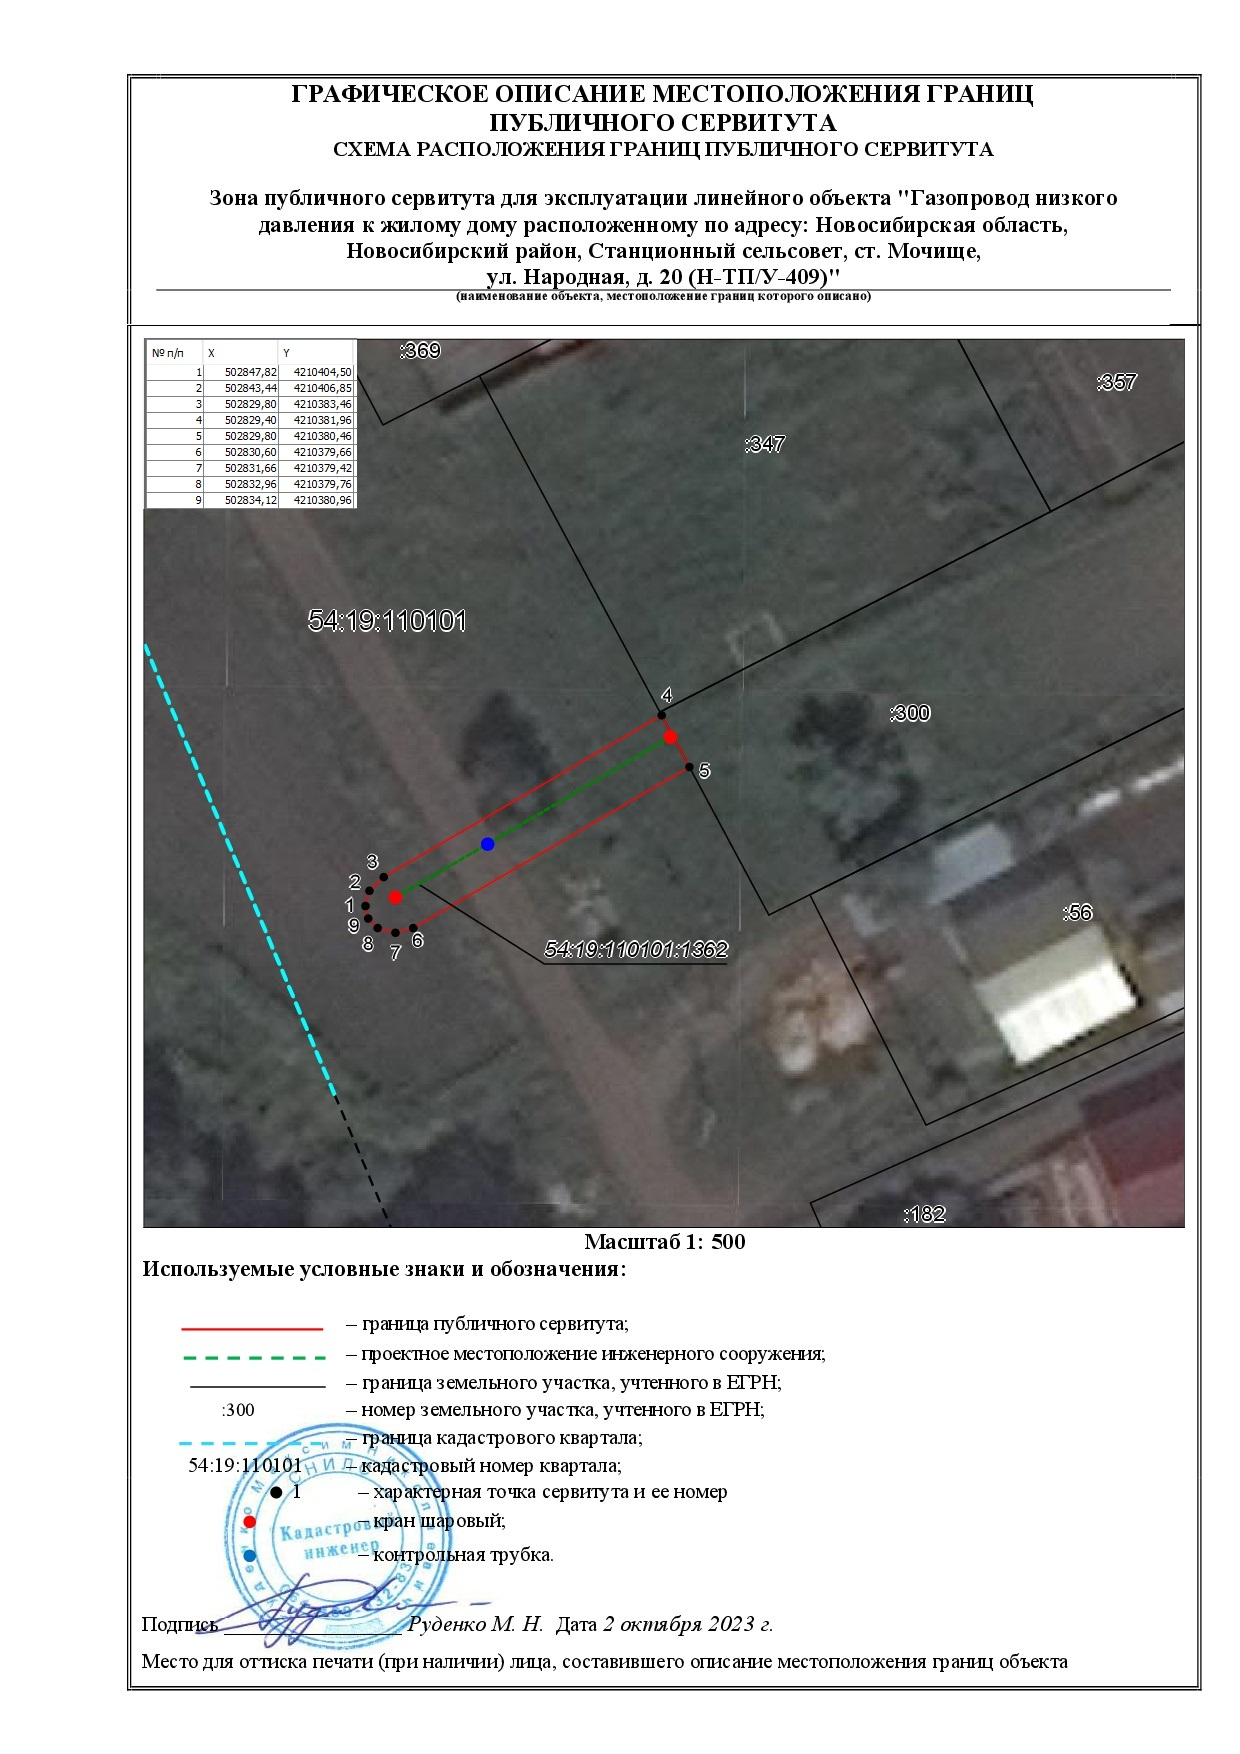 ГРАФИЧЕСКОЕ ОПИСАНИЕ МЕСТОПОЛОЖЕНИЯ ГРАНИЦ
ПУБЛИЧНОГО СЕРВИТУТА
СХЕМА РАСПОЛОЖЕНИЯ ГРАНИЦ ПУБЛИЧНОГО СЕРВИТУТА
Зона публичного сервитута для эксплуатации линейного объекта "Газопровод низкого
давления к жилому дому расположенному по адресу: Новосибирская область,
Новосибирский район, Станционный сельсовет, ст. Мочище,
ул. Народная, д. 20 (Н-ТП/У-409)"
(наименование объекта, местоположение границ которого описано)
№ п/п X Y
1 502847,82 4210404,50
2 502843,44 4210406,85
3 502829,80 4210383,46
4 502829,40 4210381,96
5 502829,80 4210380,46
6 502830,60 4210379,66
7 502831,66 4210379,42
8 502832,96 4210379,76
9 502834,12 4210380,96
:369
:357
:347
54:19:110101
4
:300
5
3
2
1
9
8
7
6
:56
54:19:110101:1362
:182
Масштаб 1: 500
Используемые условные знаки и обозначения:
– граница публичного сервитута;
– проектное местоположение инженерного сооружения;
– граница земельного участка, учтенного в ЕГРН;
:300 – номер земельного участка, учтенного в ЕГРН;
– граница кадастрового квартала;
54:19:110101 – кадастровый номер квартала;
1 – характерная точка сервитута и ее номер
– кран шаровый;
– контрольная трубка.
Кадастровый
инженер
СНИЛС
Подпись Руденко М. Н. Дата 2 октября 2023 г.
Место для оттиска печати (при наличии) лица, составившего описание местоположения границ объекта